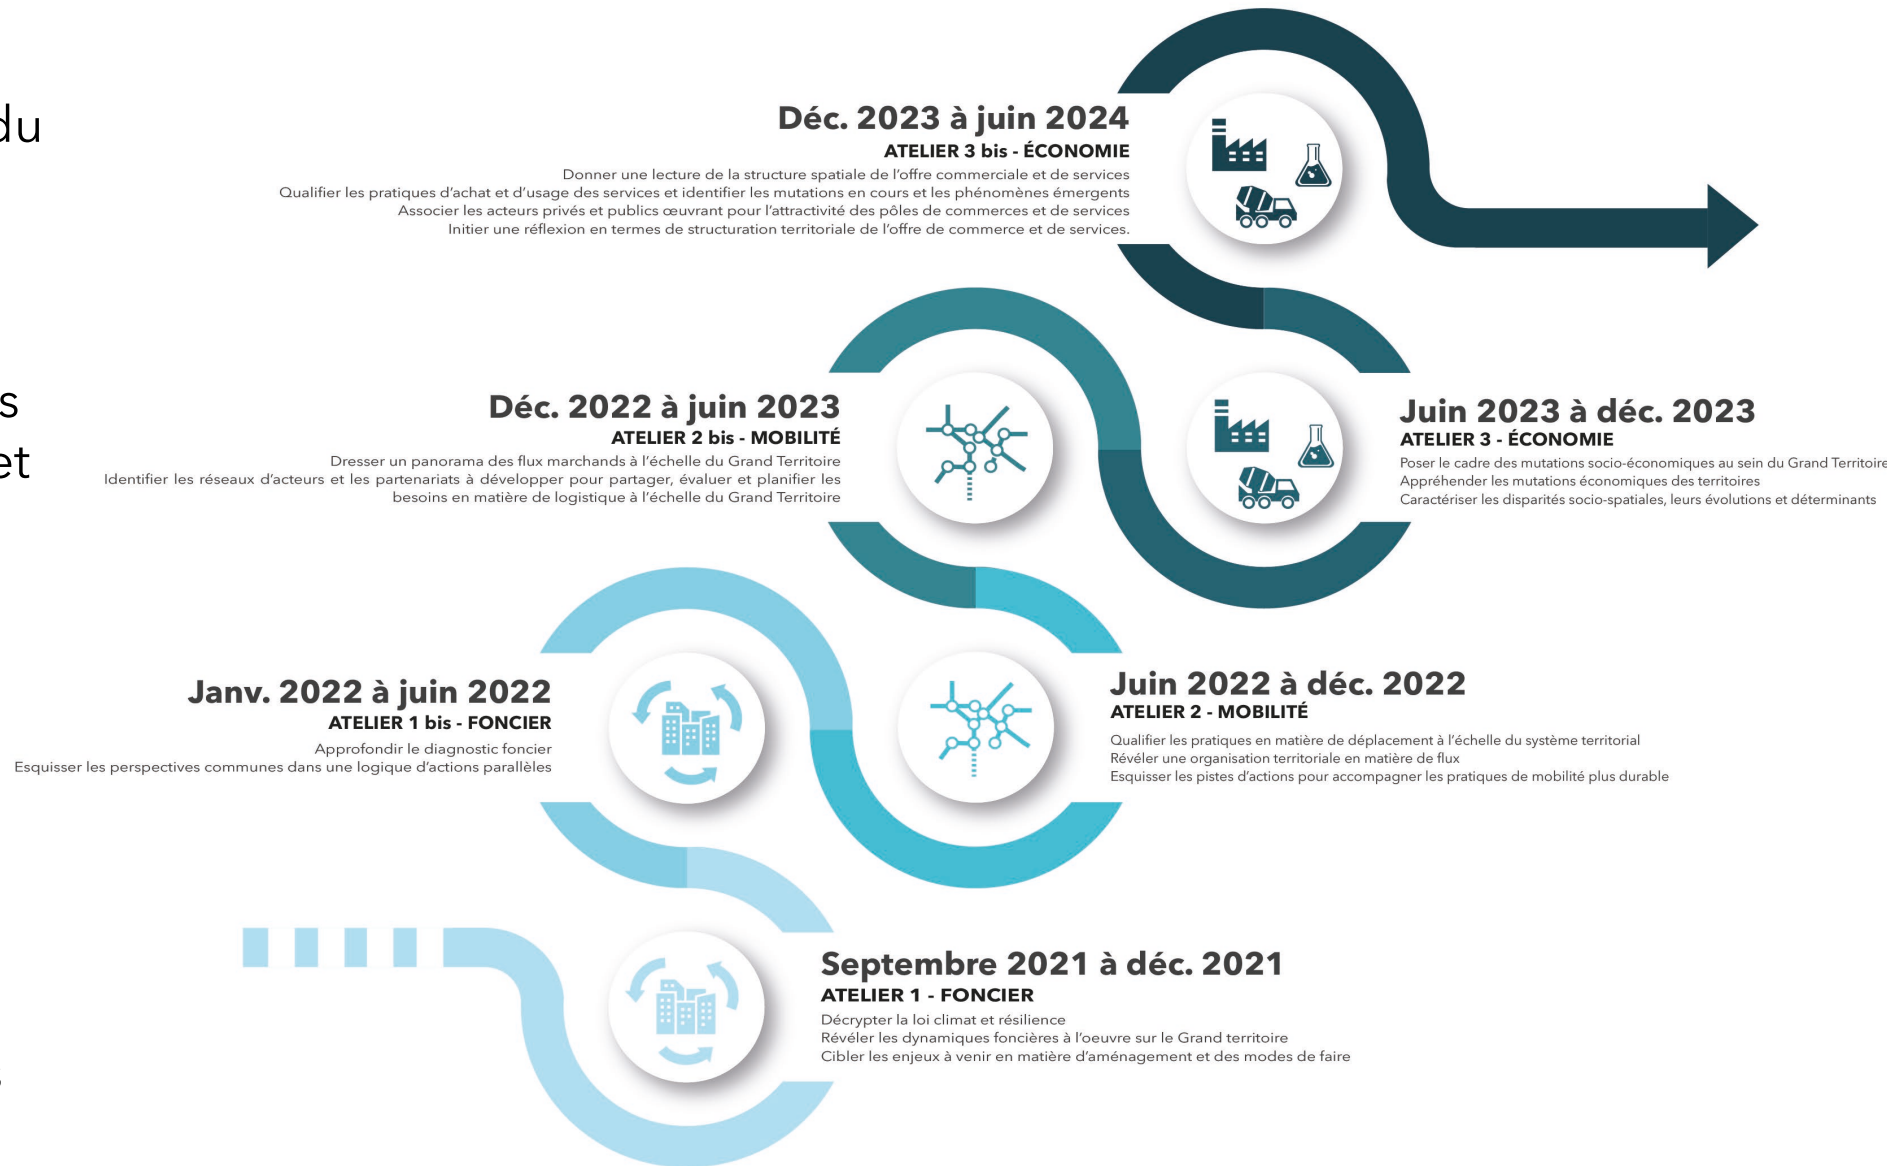 du
s
et
Déc. 2023 à juin 2024
ATELIER 3 bis - ÉCONOMIE
Donner une lecture de la structure spatiale de l'offre commerciale et de services
Qualifier les pratiques d'achat et d'usage des services et identifier les mutations en cours et les phénomènes émergents
Associer les acteurs privés et publics œuvrant pour l'attractivité des pôles de commerces et de services
Initier une réflexion en termes de structuration territoriale de l'offre de commerce et de services.
Déc. 2022 à juin 2023
ATELIER 2 bis - MOBILITÉ
Dresser un panorama des flux marchands à l'échelle du Grand Territoire
Identifier les réseaux d'acteurs et les partenariats à développer pour partager, évaluer et planifier les
besoins en matière de logistique à l'échelle du Grand Territoire
Juin 2023 à déc. 2023
ATELIER 3 - ÉCONOMIE
Poser le cadre des mutations socio-économiques au sein du Grand Territoire
Appréhender les mutations économiques des territoires
Caractériser les disparités socio-spatiales, leurs évolutions et déterminants
Janv. 2022 à juin 2022
ATELIER 1 bis - FONCIER
Approfondir le diagnostic foncier
Esquisser les perspectives communes dans une logique d'actions parallèles
Juin 2022 à déc. 2022
ATELIER 2 - MOBILITÉ
Qualifier les pratiques en matière de déplacement à l'échelle du système territorial
Révéler une organisation territoriale en matière de flux
Esquisser les pistes d'actions pour accompagner les pratiques de mobilité plus durable
Septembre 2021 à déc. 2021
ATELIER 1 - FONCIER
Décrypter la loi climat et résilience
Révéler les dynamiques foncières à l'oeuvre sur le Grand territoire
Cibler les enjeux à venir en matière d'aménagement et des modes de faire